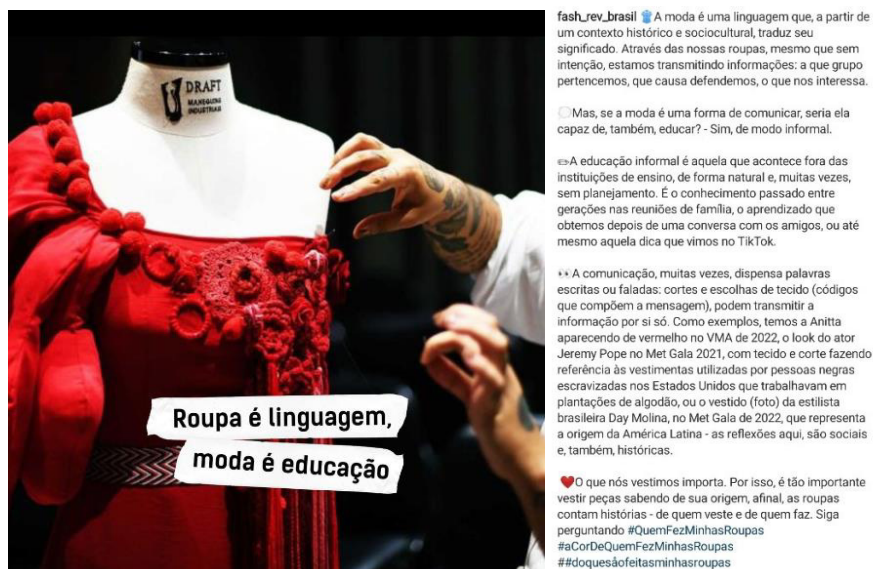 DRAFT
MANEQUINS
INDUSTRIAIS
Roupa é linguagem,
moda é educação
fash_rev_brasil 👚A moda é uma linguagem que, a partir de
um contexto histórico e sociocultural, traduz seu
significado. Através das nossas roupas, mesmo que sem
intenção, estamos transmitindo informações: a que grupo
pertencemos, que causa defendemos, o que nos interessa.
💭Mas, se a moda é uma forma de comunicar, seria ela
capaz de, também, educar? - Sim, de modo informal.
✏A educação informal é aquela que acontece fora das
instituições de ensino, de forma natural e, muitas vezes,
sem planejamento. É o conhecimento passado entre
gerações nas reuniões de família, o aprendizado que
obtemos depois de uma conversa com os amigos, ou até
mesmo aquela dica que vimos no TikTok.
👀A comunicação, muitas vezes, dispensa palavras
escritas ou faladas: cortes e escolhas de tecido (códigos
que compõem a mensagem), podem transmitir a
informação por si só. Como exemplos, temos a Anitta
aparecendo de vermelho no VMA de 2022, o look do ator
Jeremy Pope no Met Gala 2021, com tecido e corte fazendo
referência às vestimentas utilizadas por pessoas negras
escravizadas nos Estados Unidos que trabalhavam em
plantações de algodão, ou o vestido (foto) da estilista
brasileira Day Molina, no Met Gala de 2022, que representa
a origem da América Latina - as reflexões aqui, são sociais
e, também, históricas.
❤O que nós vestimos importa. Por isso, é tão importante
vestir peças sabendo de sua origem, afinal, as roupas
contam histórias - de quem veste e de quem faz. Siga
perguntando #QuemFezMinhasRoupas
#aCorDeQuemFezMinhasRoupas
##doquesãofeitasminhasroupas